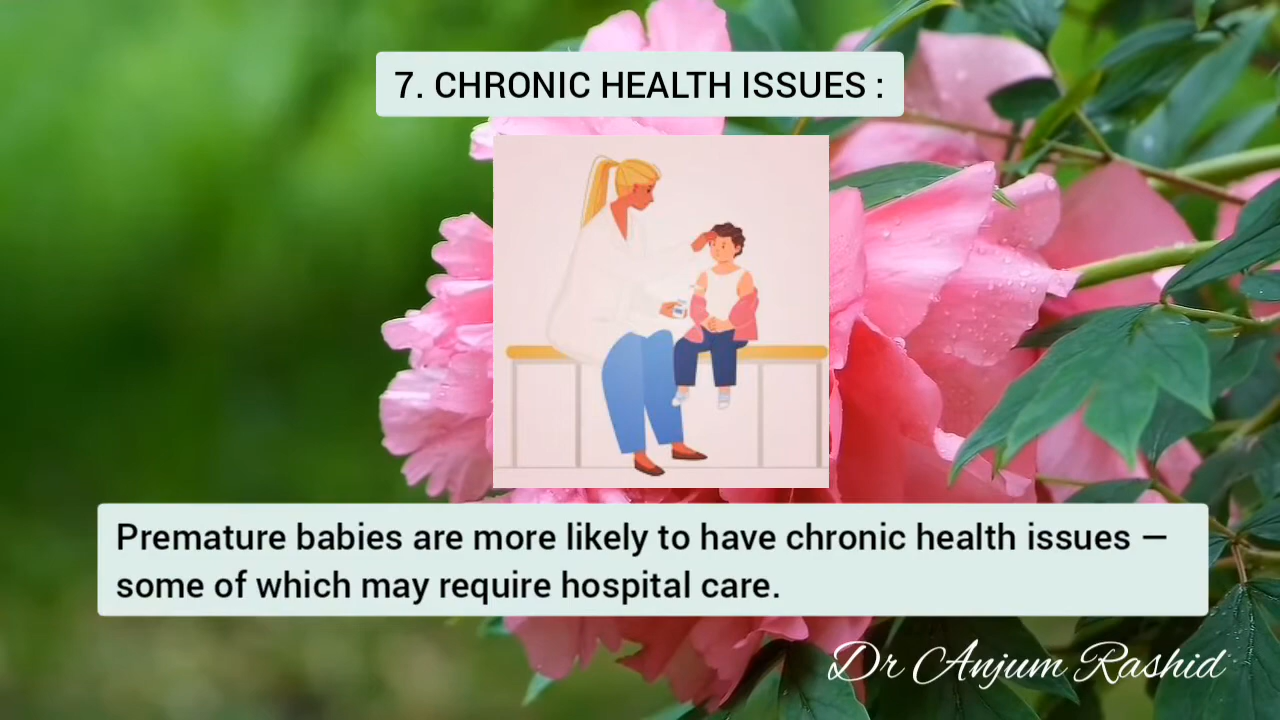 7. CHRONIC HEALTH ISSUES :
Premature babies are more likely to have chronic health issues —
some of which may require hospital care.
Dr Anjum Rashid